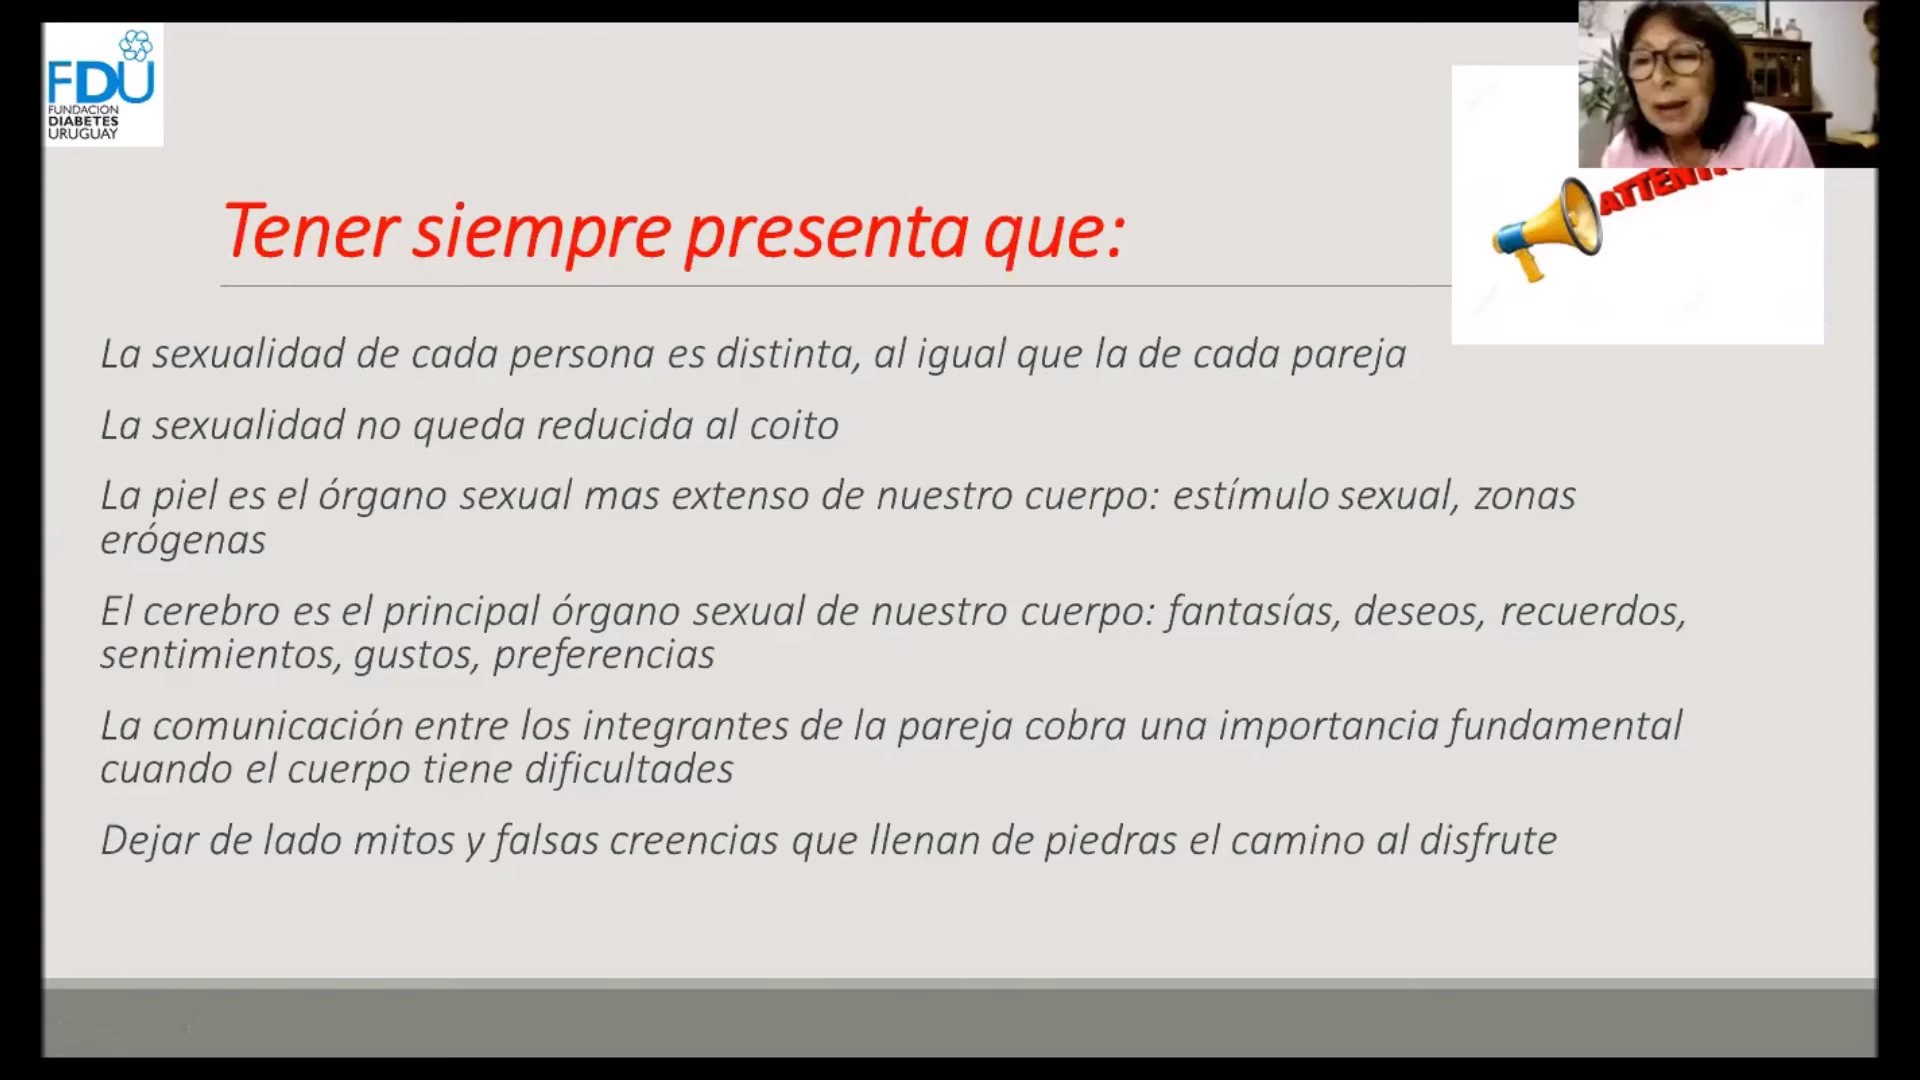 FDU
FUNDACIÓN
DIABETES
URUGUAY
Tener siempre presenta que:
La sexualidad de cada persona es distinta, al igual que la de cada pareja
La sexualidad no queda reducida al coito
La piel es el órgano sexual mas extenso de nuestro cuerpo: estímulo sexual, zonas
erógenas
El cerebro es el principal órgano sexual de nuestro cuerpo: fantasías, deseos, recuerdos,
sentimientos, gustos, preferencias
La comunicación entre los integrantes de la pareja cobra una importancia fundamental
cuando el cuerpo tiene dificultades
Dejar de lado mitos y falsas creencias que llenan de piedras el camino al disfrute